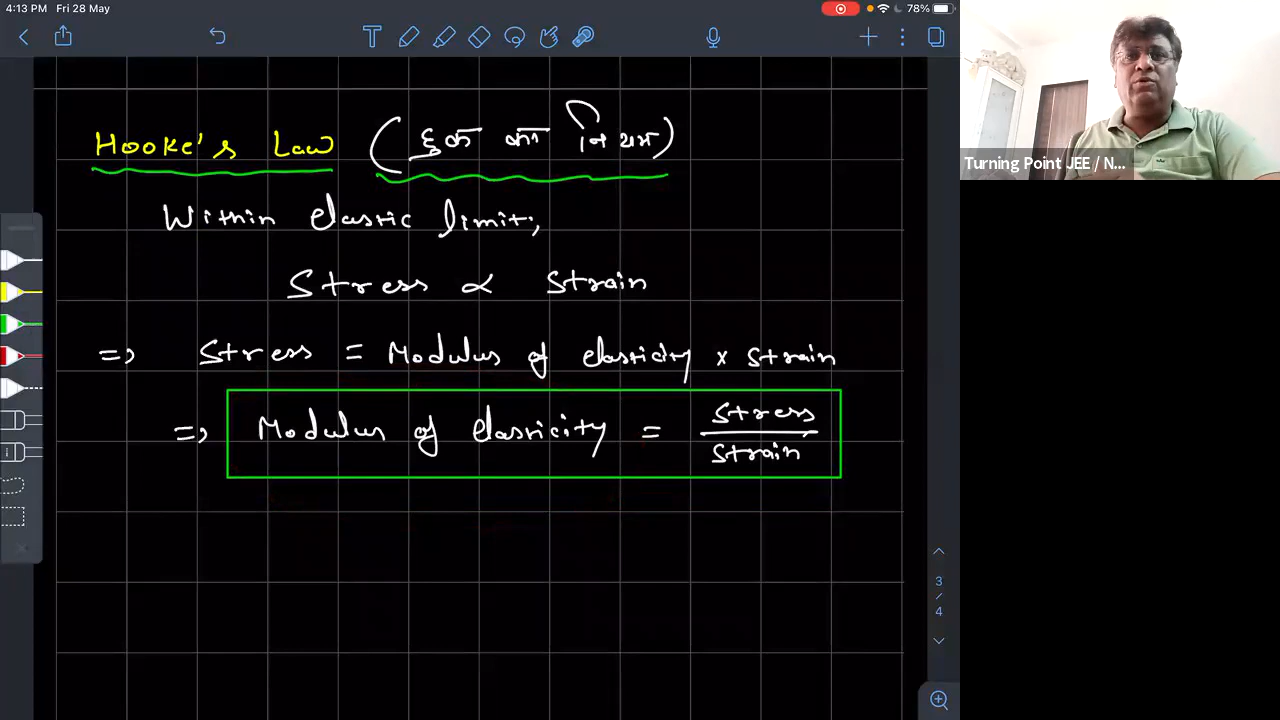 4:13 PM Fri 28 May
78%
Hooke's Law (हुक का नियम)
Within elastic limit,
Stress ∝ strain
=> Stress = Modulus of elasticity × strain
=> Modulus of elasticity = stress / strain
3 / 4
Turning Point JEE / N...